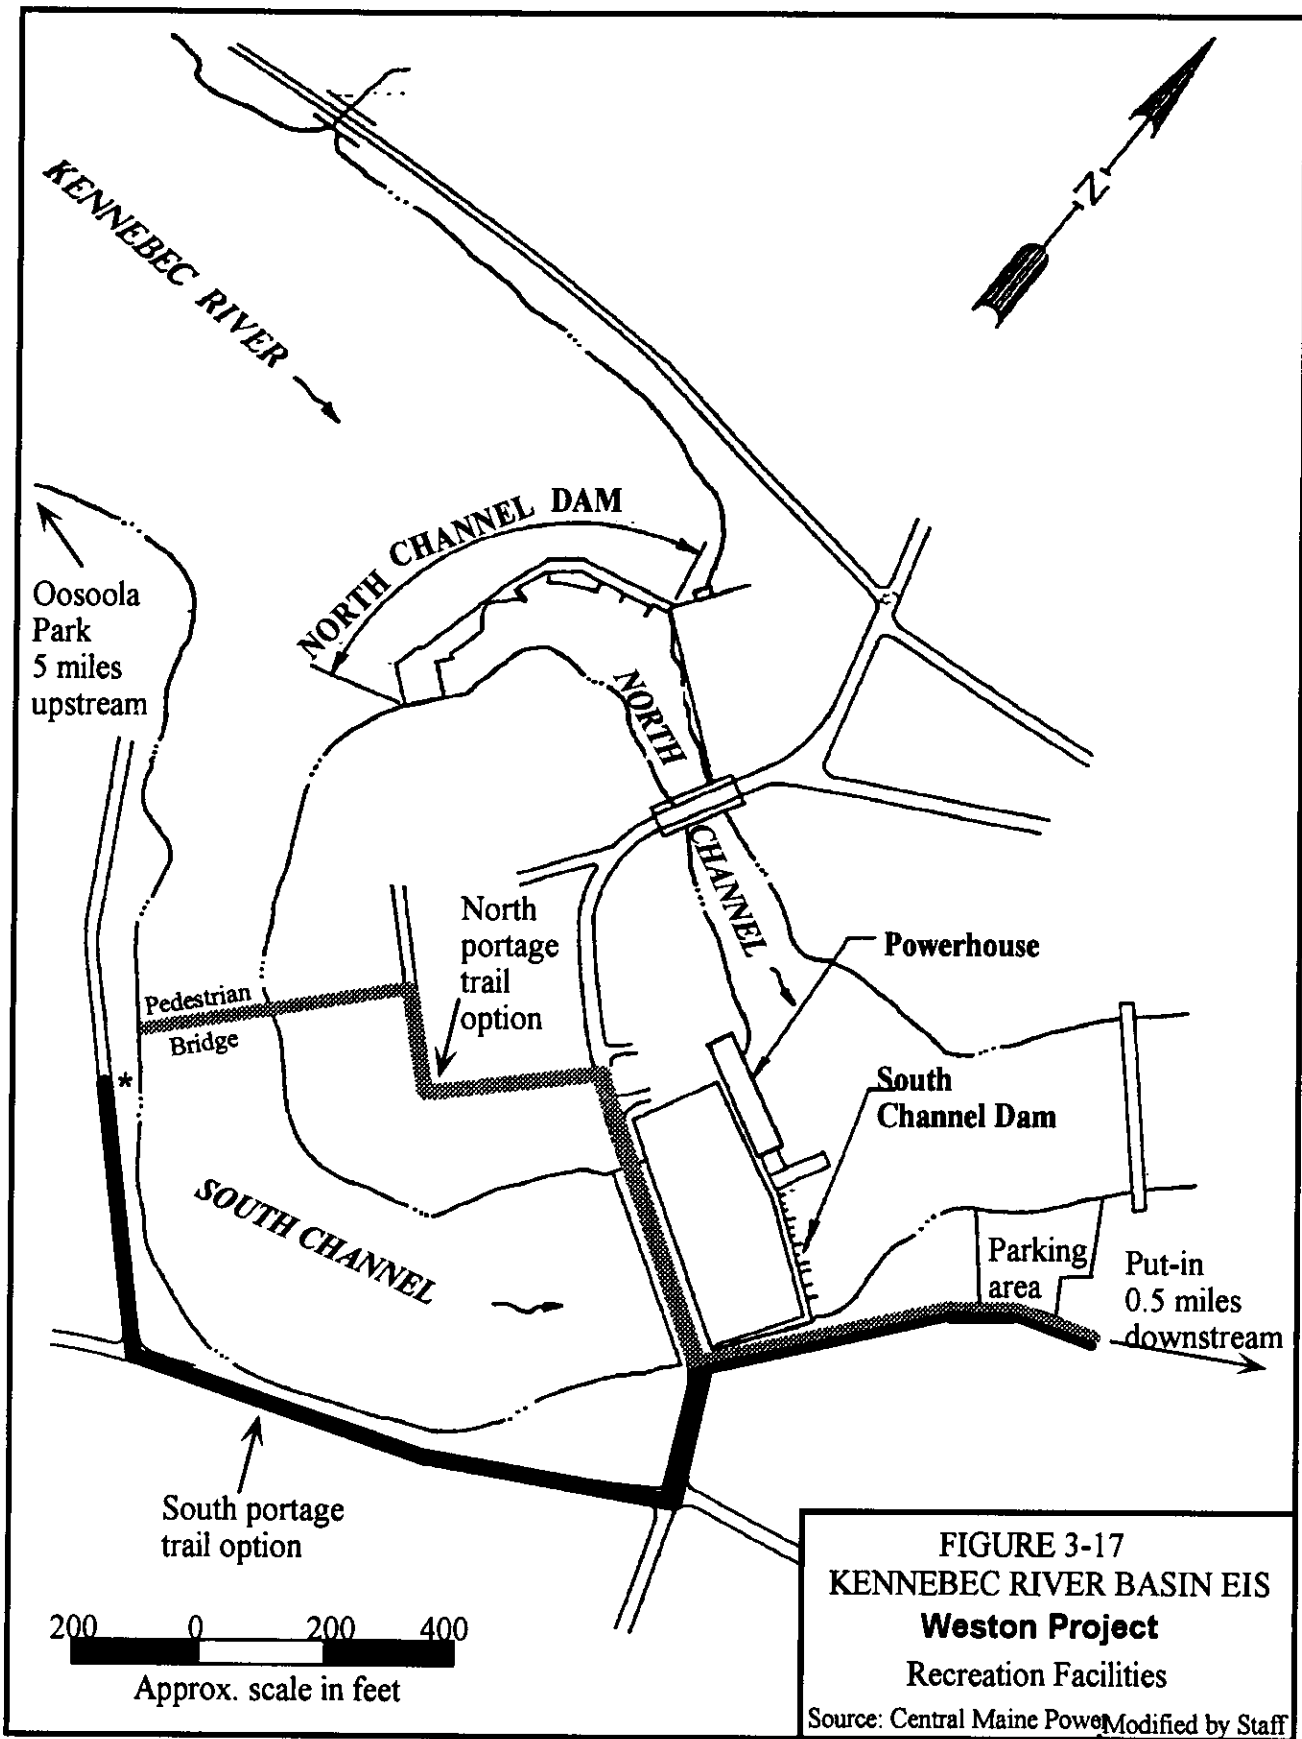 KENNEBEC RIVER
N
NORTH CHANNEL DAM
Oosoola
Park
5 miles
upstream
NORTH
CHANNEL
North
portage
trail
option
Powerhouse
Pedestrian
Bridge
*
South
Channel Dam
SOUTH CHANNEL
Parking
area
Put-in
0.5 miles
downstream
South portage
trail option
200 0 200 400
Approx. scale in feet
FIGURE 3-17
KENNEBEC RIVER BASIN EIS
Weston Project
Recreation Facilities
Source: Central Maine Power Modified by Staff